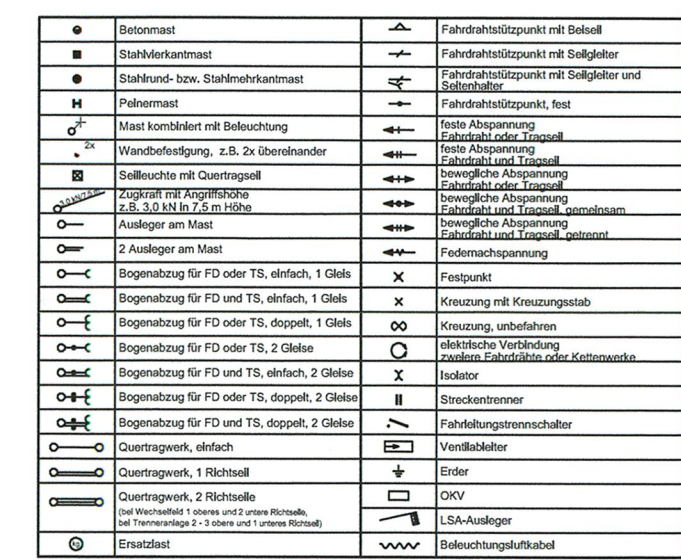 Betonmast
Fahrdrahtstützpunkt mit Beiseil
Stahlvierkantmast
Fahrdrahtstützpunkt mit Seilgleiter
Stahlrund- bzw. Stahlmehrkantmast
Fahrdrahtstützpunkt mit Seilgleiter und
Seitenhalter
Peinermast
Fahrdrahtstützpunkt, fest
Mast kombiniert mit Beleuchtung
feste Abspannung
Fahrdraht oder Tragseil
2x
Wandbefestigung, z.B. 2x übereinander
feste Abspannung
Fahrdraht und Tragseil
Seilleuchte mit Quertragseil
bewegliche Abspannung
Fahrdraht oder Tragseil
3,0 kN/7,5 m
Zugkraft mit Angriffshöhe
z.B. 3,0 kN in 7,5 m Höhe
bewegliche Abspannung
Fahrdraht und Tragseil, gemeinsam
Ausleger am Mast
bewegliche Abspannung
Fahrdraht und Tragseil, getrennt
2 Ausleger am Mast
Federnachspannung
Bogenabzug für FD oder TS, einfach, 1 Gleis
Festpunkt
Bogenabzug für FD und TS, einfach, 1 Gleis
Kreuzung mit Kreuzungsstab
Bogenabzug für FD oder TS, doppelt, 1 Gleis
Kreuzung, unbefahren
Bogenabzug für FD oder TS, 2 Gleise
elektrische Verbindung
zweiere Fahrdrähte oder Kettenwerke
Bogenabzug für FD und TS, einfach, 2 Gleise
Isolator
Bogenabzug für FD oder TS, doppelt, 2 Gleise
Streckentrenner
Bogenabzug für FD und TS, doppelt, 2 Gleise
Fahrleitungstrennschalter
Quertragwerk, einfach
Ventilableiter
Quertragwerk, 1 Richtseil
Erder
Quertragwerk, 2 Richtseile
(bei Wechselfeld 1 oberes und 2 untere Richtseile,
bei Trenneranlage 2 - 3 obere und 1 unteres Richtseil)
OKV
LSA-Ausleger
kg
Ersatzlast
Beleuchtungsluftkabel